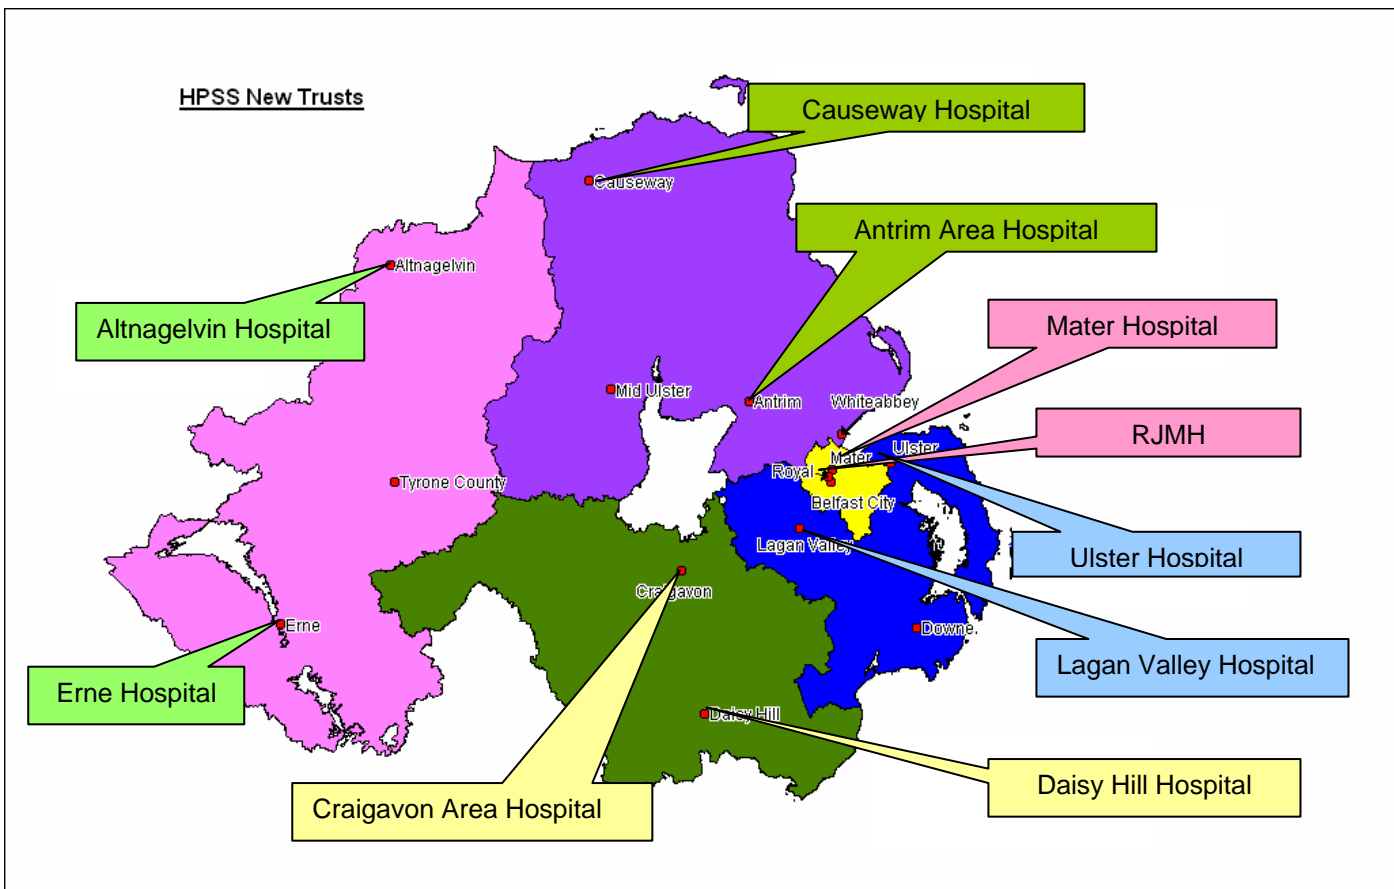 HPSS New Trusts
Causeway Hospital
Causeway
Antrim Area Hospital
Altnagelvin
Altnagelvin Hospital
Mater Hospital
Mid Ulster
Antrim
Whiteabbey
RJMH
Ulster
Mater
Royal
Tyrone County
Belfast City
Lagan Valley
Ulster Hospital
Craigavon
Erne
Downe.
Lagan Valley Hospital
Erne Hospital
Daisy Hill
Daisy Hill Hospital
Craigavon Area Hospital